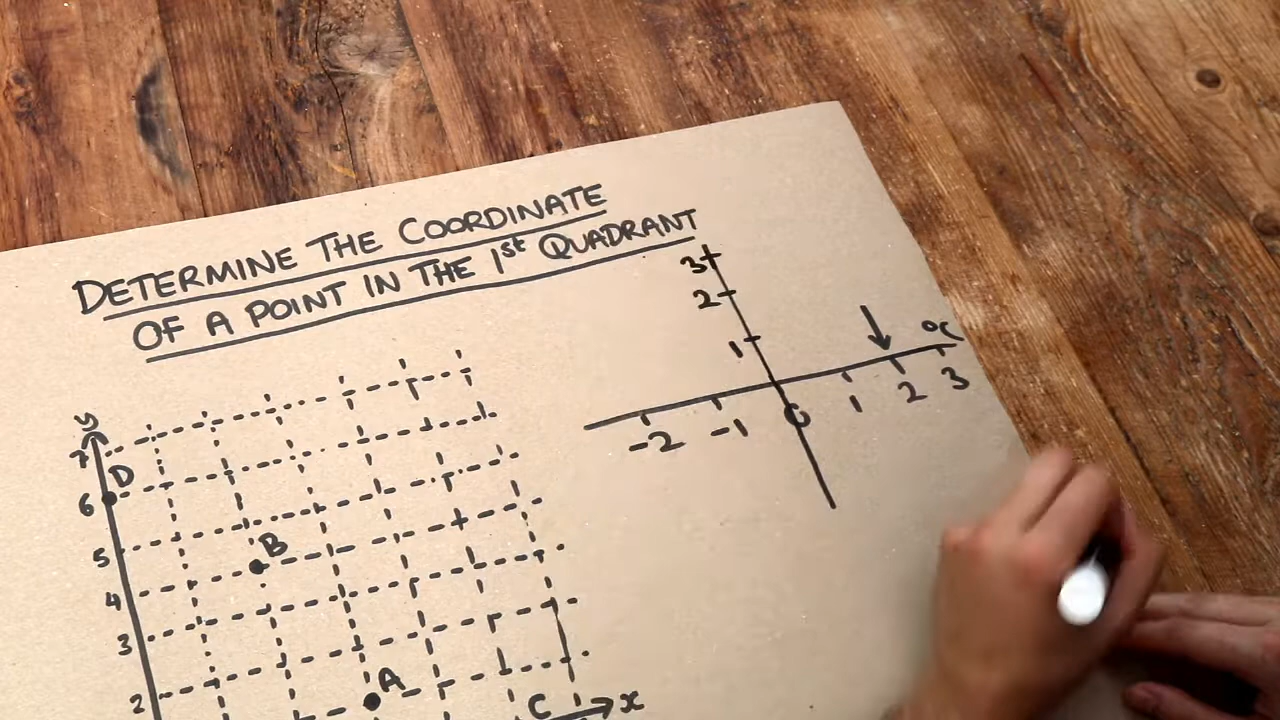 DETERMINE THE COORDINATE
OF A POINT IN THE 1st QUADRANT
3
2
1
x
-2 -1 0 1 2 3
y
7
D
6
B
5
4
3
A
2
C
x